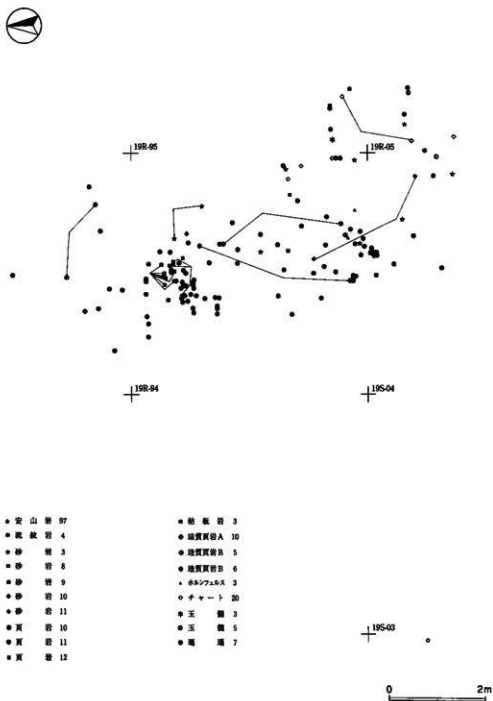 19R-95
19R-05
19R-94
19S-04
安山岩 97
流紋岩 4
砂岩 3
砂岩 8
砂岩 9
砂岩 10
砂岩 11
頁岩 10
頁岩 11
頁岩 12
粘板岩 3
珪質頁岩A 10
珪質頁岩B 5
珪質頁岩B 6
ホルンフェルス 3
チャート 20
玉髄 3
玉髄 5
瑪瑙 7
19S-03
0 2m